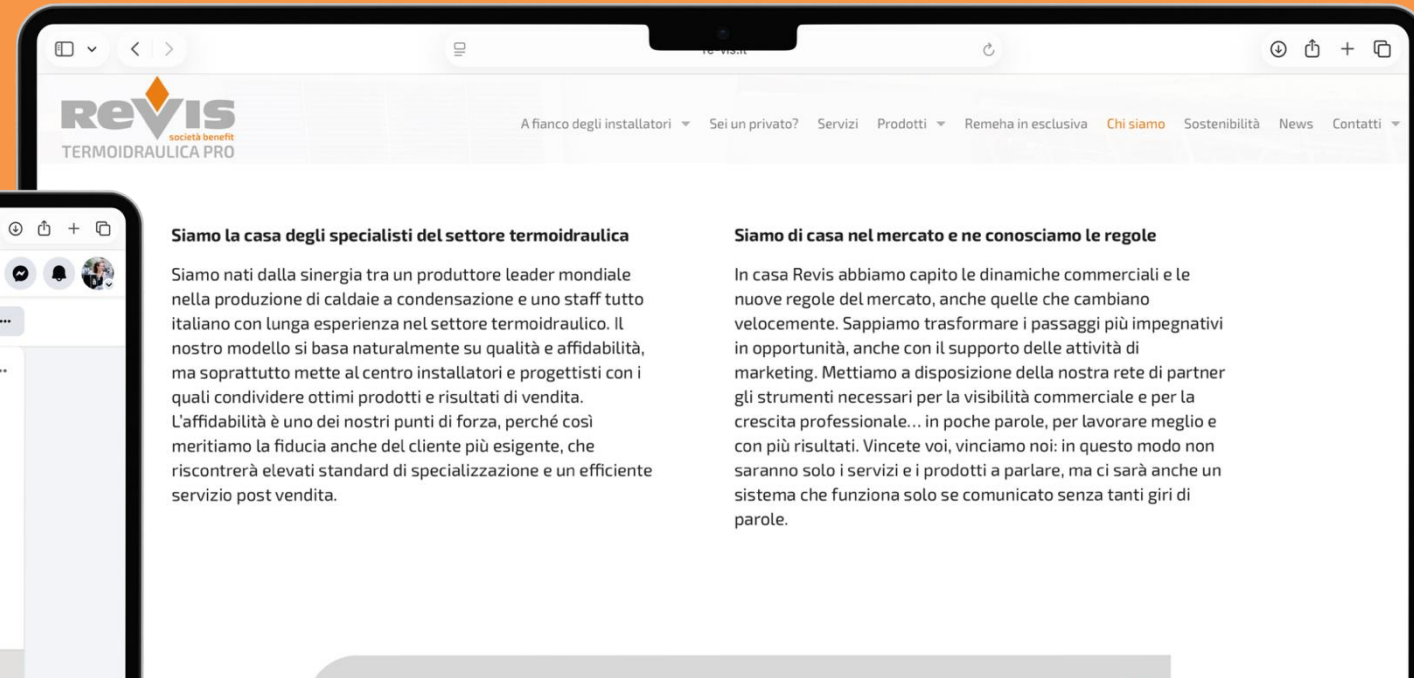 ReVIS
società benefit
TERMOIDRAULICA PRO
A fianco degli installatori Sei un privato? Servizi Prodotti Remeha in esclusiva Chi siamo Sostenibilità News Contatti
Siamo la casa degli specialisti del settore termoidraulica
Siamo nati dalla sinergia tra un produttore leader mondiale
nella produzione di caldaie a condensazione e uno staff tutto
italiano con lunga esperienza nel settore termoidraulico. Il
nostro modello si basa naturalmente su qualità e affidabilità,
ma soprattutto mette al centro installatori e progettisti con i
quali condividere ottimi prodotti e risultati di vendita.
L'affidabilità è uno dei nostri punti di forza, perché così
meritiamo la fiducia anche del cliente più esigente, che
riscontrerà elevati standard di specializzazione e un efficiente
servizio post vendita.
Siamo di casa nel mercato e ne conosciamo le regole
In casa Revis abbiamo capito le dinamiche commerciali e le
nuove regole del mercato, anche quelle che cambiano
velocemente. Sappiamo trasformare i passaggi più impegnativi
in opportunità, anche con il supporto delle attività di
marketing. Mettiamo a disposizione della nostra rete di partner
gli strumenti necessari per la visibilità commerciale e per la
crescita professionale… in poche parole, per lavorare meglio e
con più risultati. Vincete voi, vinciamo noi: in questo modo non
saranno solo i servizi e i prodotti a parlare, ma ci sarà anche un
sistema che funziona solo se comunicato senza tanti giri di
parole.